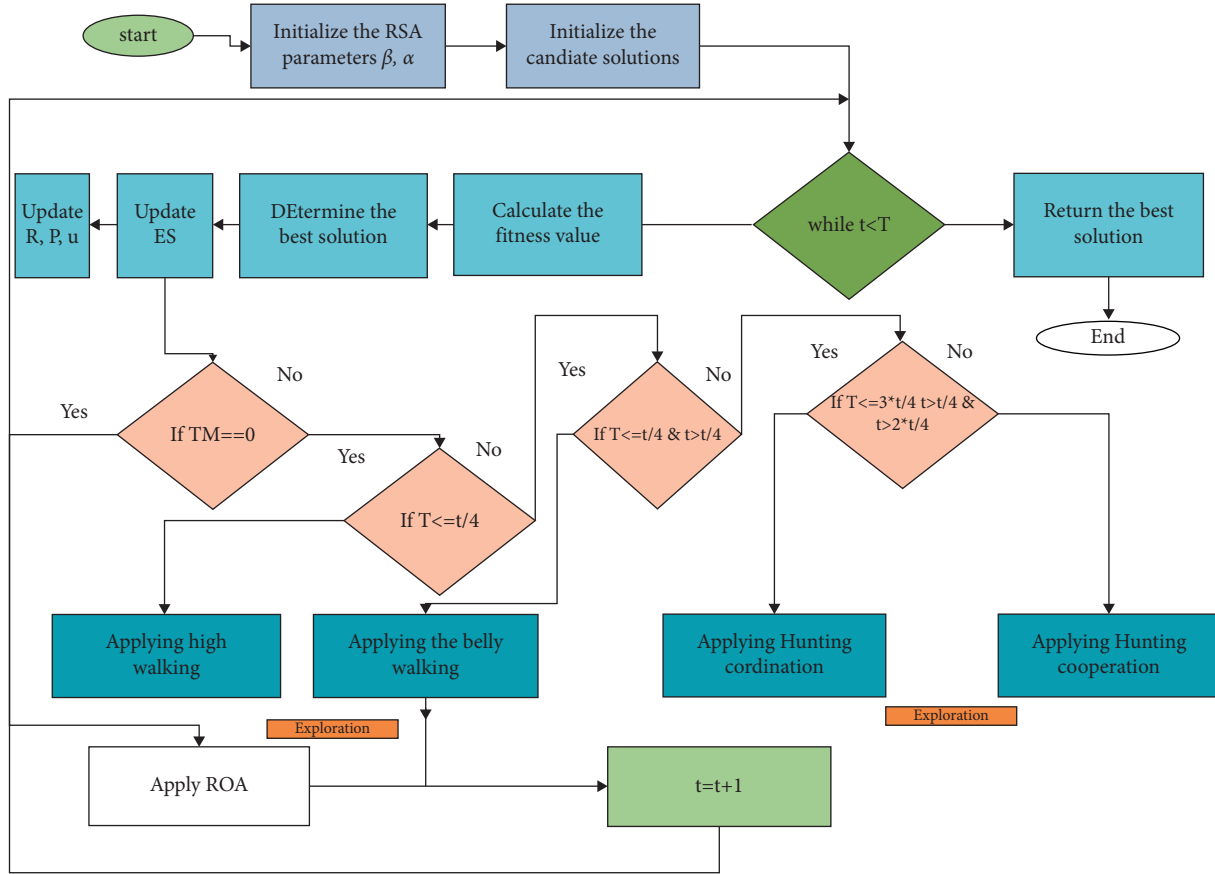 start
Initialize the RSA
parameters β, α
Initialize the
candiate solutions
Update
R, P, u
Update
ES
DEtermine the
best solution
Calculate the
fitness value
while t<T
Return the best
solution
End
Yes
If TM==0
No
Yes
If T<=t/4
No
Yes
If T<=t/4 & t>t/4
No
Yes
If T<=3*t/4 t>t/4 &
t>2*t/4
No
Applying high
walking
Applying the belly
walking
Applying Hunting
cordination
Applying Hunting
cooperation
Exploration
Exploration
Apply ROA
t=t+1